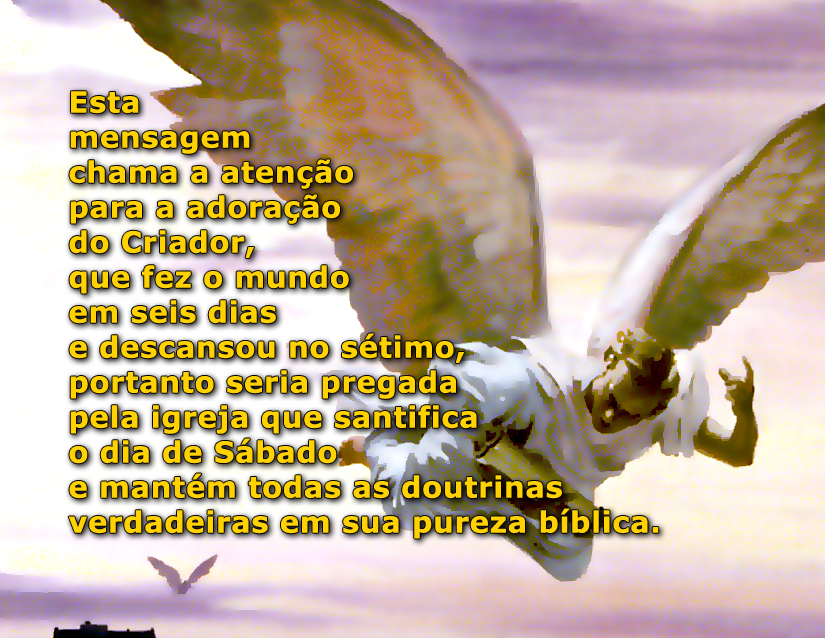 Esta
mensagem
chama a atenção
para a adoração
do Criador,
que fez o mundo
em seis dias
e descansou no sétimo,
portanto seria pregada
pela igreja que santifica
o dia de Sábado
e mantém todas as doutrinas
verdadeiras em sua pureza bíblica.